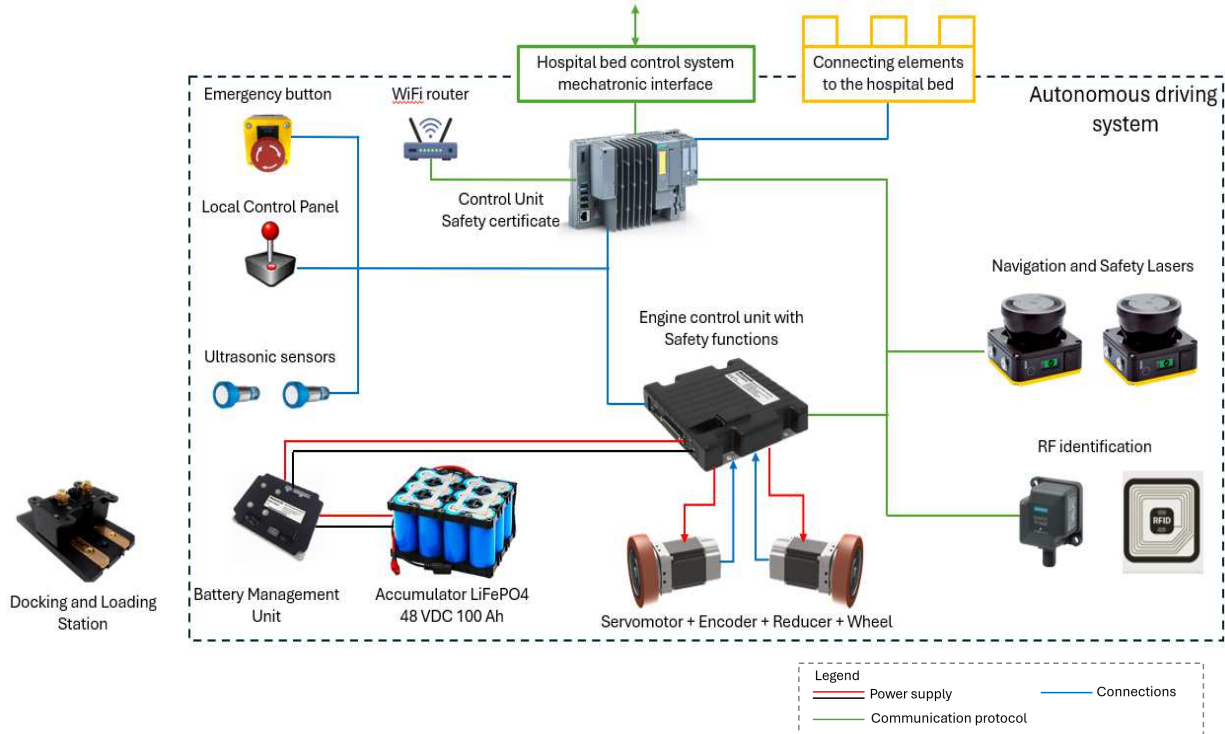 Hospital bed control system
mechatronic interface
Connecting elements
to the hospital bed
Autonomous driving
system
Emergency button
WiFi router
Control Unit
Safety certificate
Local Control Panel
Navigation and Safety Lasers
Engine control unit with
Safety functions
Ultrasonic sensors
RF identification
RFID
Docking and Loading
Station
Battery Management
Unit
Accumulator LiFePO4
48 VDC 100 Ah
Servomotor + Encoder + Reducer + Wheel
Legend
Power supply
Connections
Communication protocol